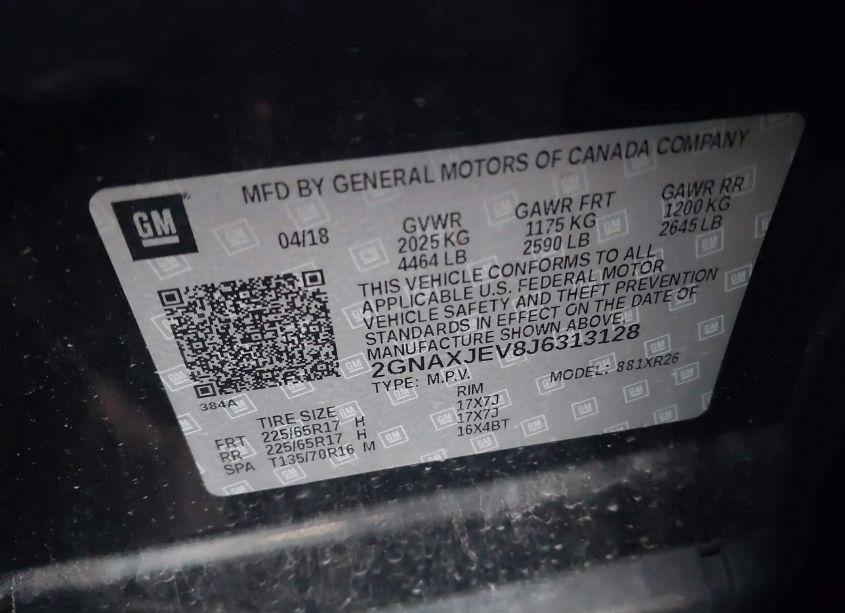 MFD BY GENERAL MOTORS OF CANADA COMPANY
GM
04/18
GVWR
2025 KG
4464 LB
GAWR FRT
1175 KG
2590 LB
GAWR RR
1200 KG
2645 LB
THIS VEHICLE CONFORMS TO ALL
APPLICABLE U.S. FEDERAL MOTOR
VEHICLE SAFETY AND THEFT PREVENTION
STANDARDS IN EFFECT ON THE DATE OF
MANUFACTURE SHOWN ABOVE.
2GNAXJEV8J6313128
TYPE: M.P.V. MODEL: 881XR26
384A
TIRE SIZE RIM
FRT 225/65R17 H 17X7J
RR 225/65R17 H 17X7J
SPA T135/70R16 M 16X4BT